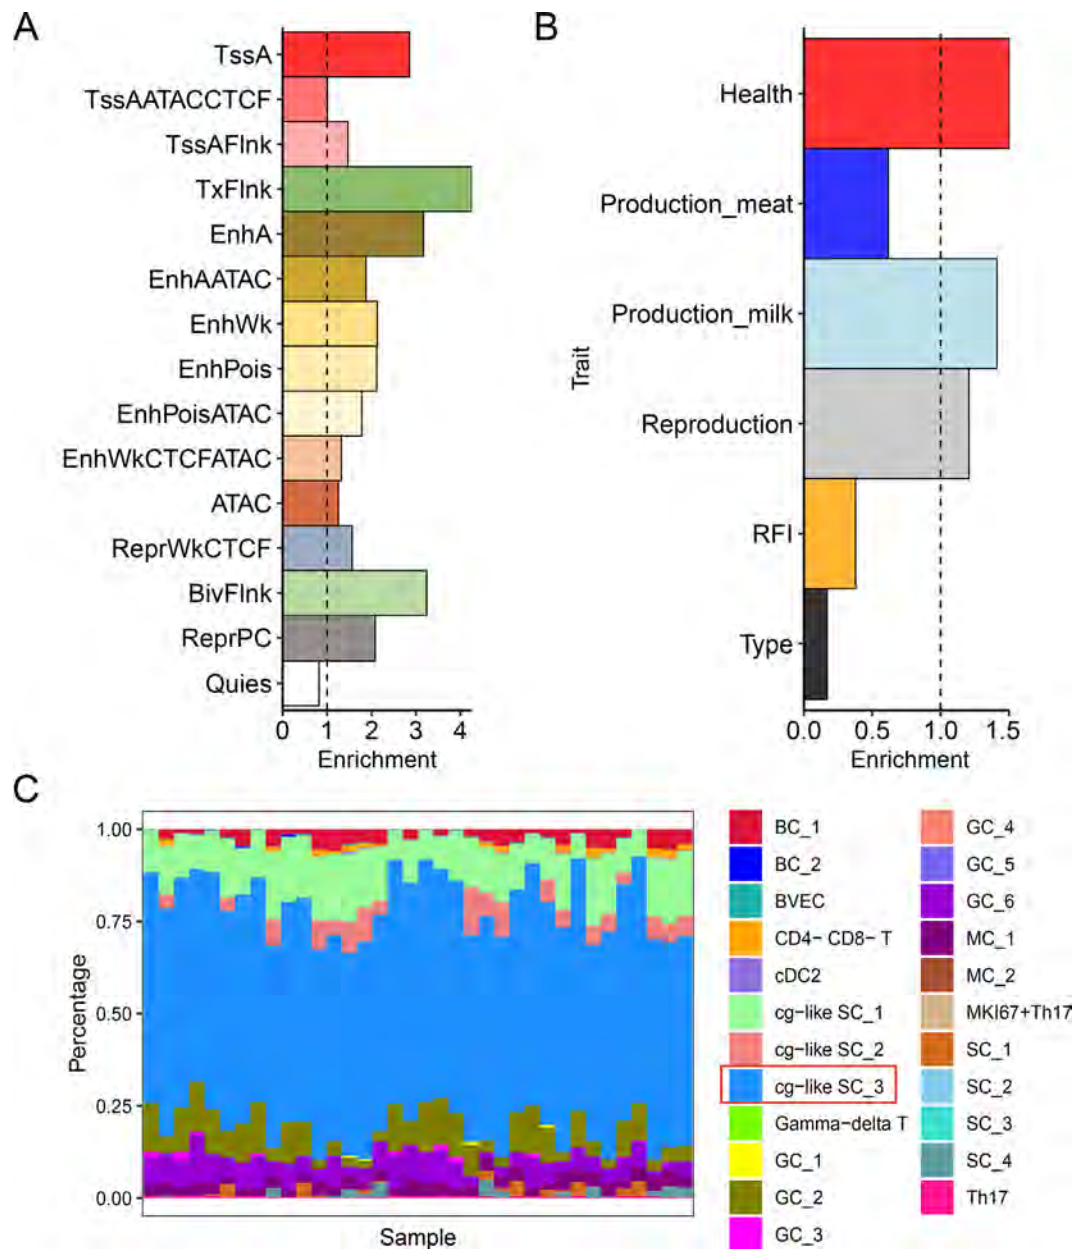 A
TssA
TssAATACCTCF
TssAFlnk
TxFlnk
EnhA
EnhAATAC
EnhWk
EnhPois
EnhPoisATAC
EnhWkCTCFATAC
ATAC
ReprWkCTCF
BivFlnk
ReprPC
Quies
0 1 2 3 4
Enrichment
B
Trait
Health
Production_meat
Production_milk
Reproduction
RFI
Type
0.0 0.5 1.0 1.5
Enrichment
C
Percentage
1.00
0.75
0.50
0.25
0.00
Sample
BC_1
BC_2
BVEC
CD4− CD8− T
cDC2
cg−like SC_1
cg−like SC_2
cg−like SC_3
Gamma−delta T
GC_1
GC_2
GC_3
GC_4
GC_5
GC_6
MC_1
MC_2
MKI67+Th17
SC_1
SC_2
SC_3
SC_4
Th17